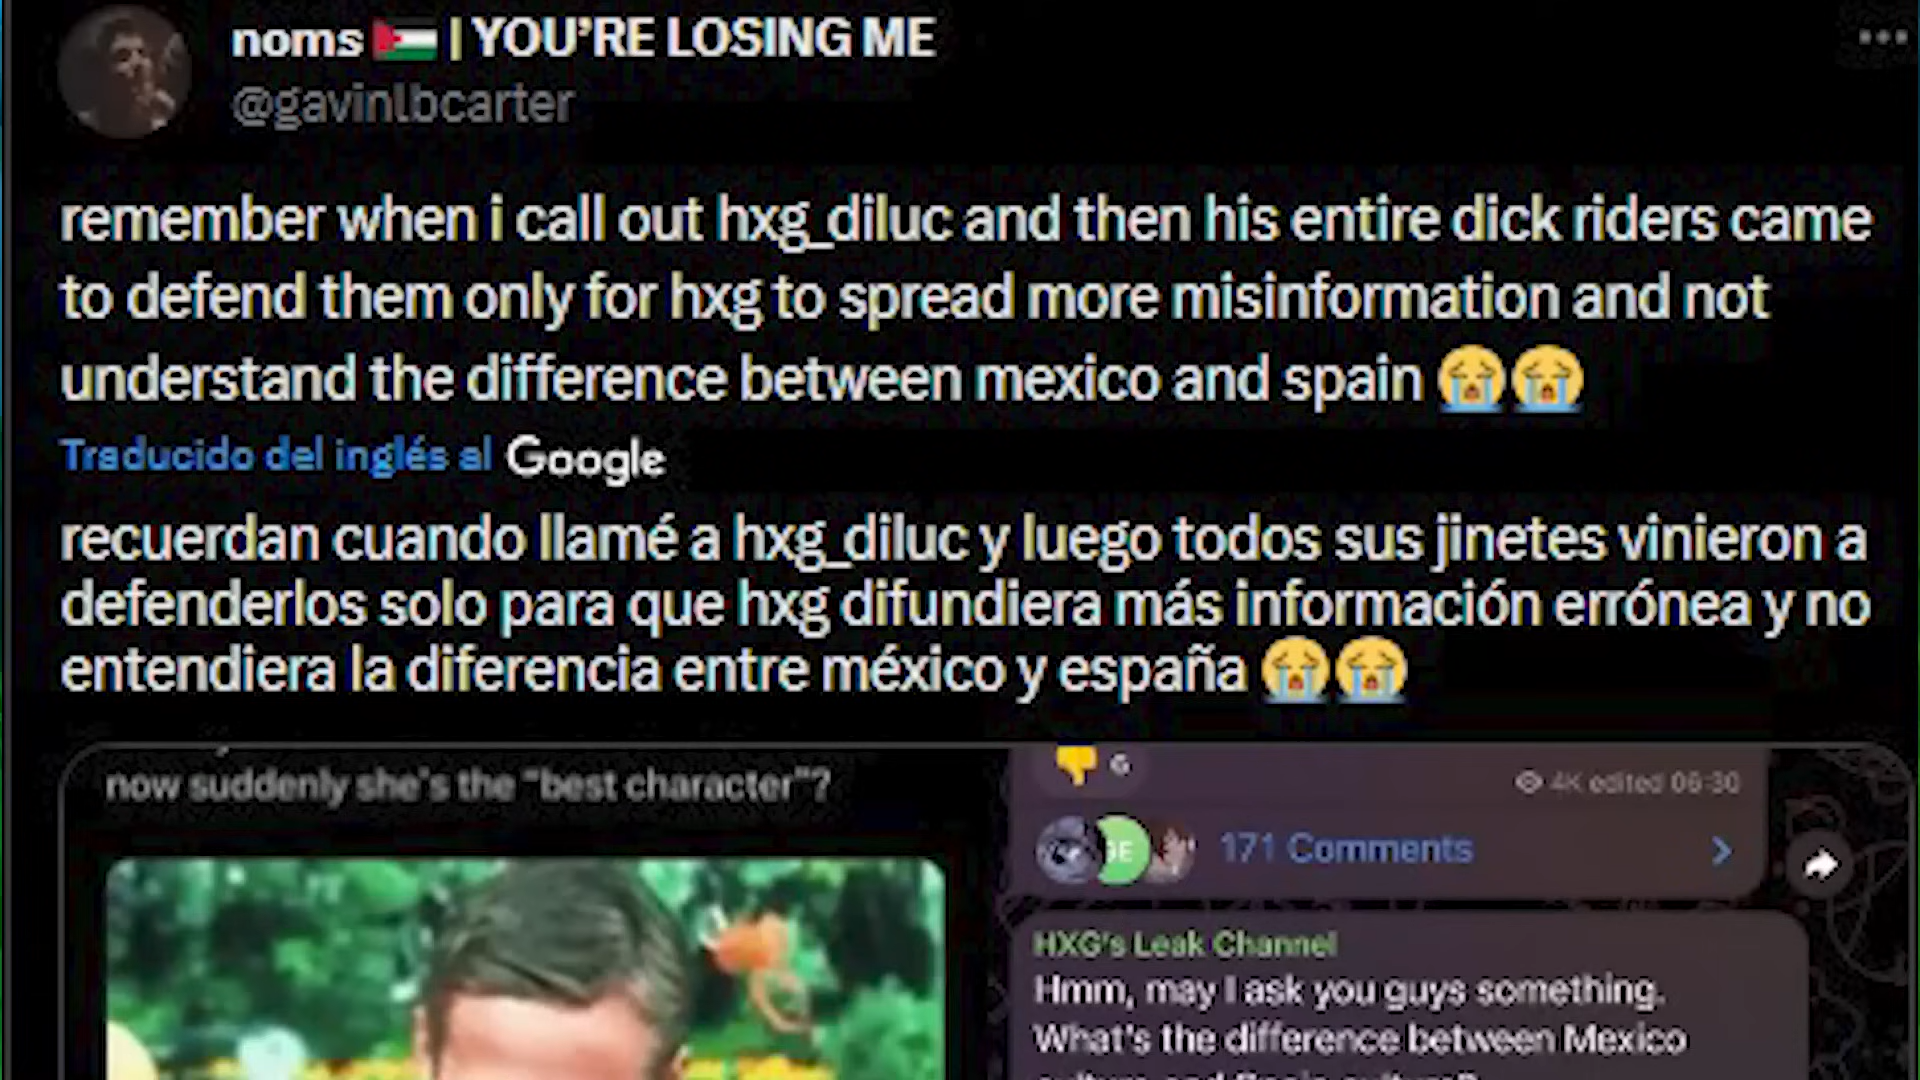 noms 🇵🇸 | YOU'RE LOSING ME
@gavinlbcarter
remember when i call out hxg_diluc and then his entire dick riders came
to defend them only for hxg to spread more misinformation and not
understand the difference between mexico and spain 😭😭
Traducido del inglés al Google
recuerdan cuando llamé a hxg_diluc y luego todos sus jinetes vinieron a
defenderlos solo para que hxg difundiera más información errónea y no
entendiera la diferencia entre méxico y españa 😭😭
now suddenly she's the "best character"?
👎 6
4K edited 06:30
171 Comments
HXG's Leak Channel
Hmm, may I ask you guys something.
What's the difference between Mexico